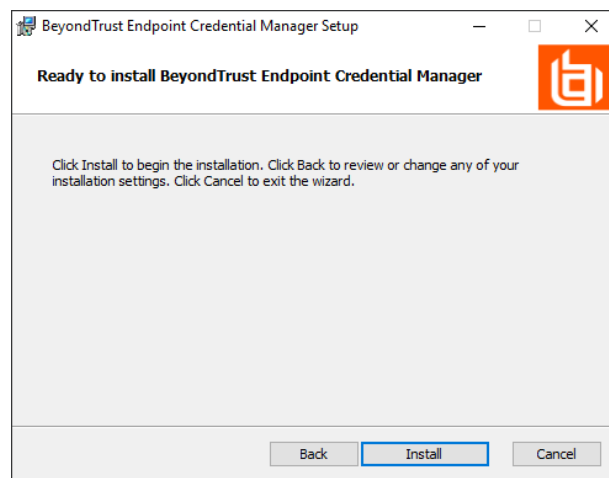 BeyondTrust Endpoint Credential Manager Setup
Ready to install BeyondTrust Endpoint Credential Manager
Click Install to begin the installation. Click Back to review or change any of your
installation settings. Click Cancel to exit the wizard.
Back Install Cancel